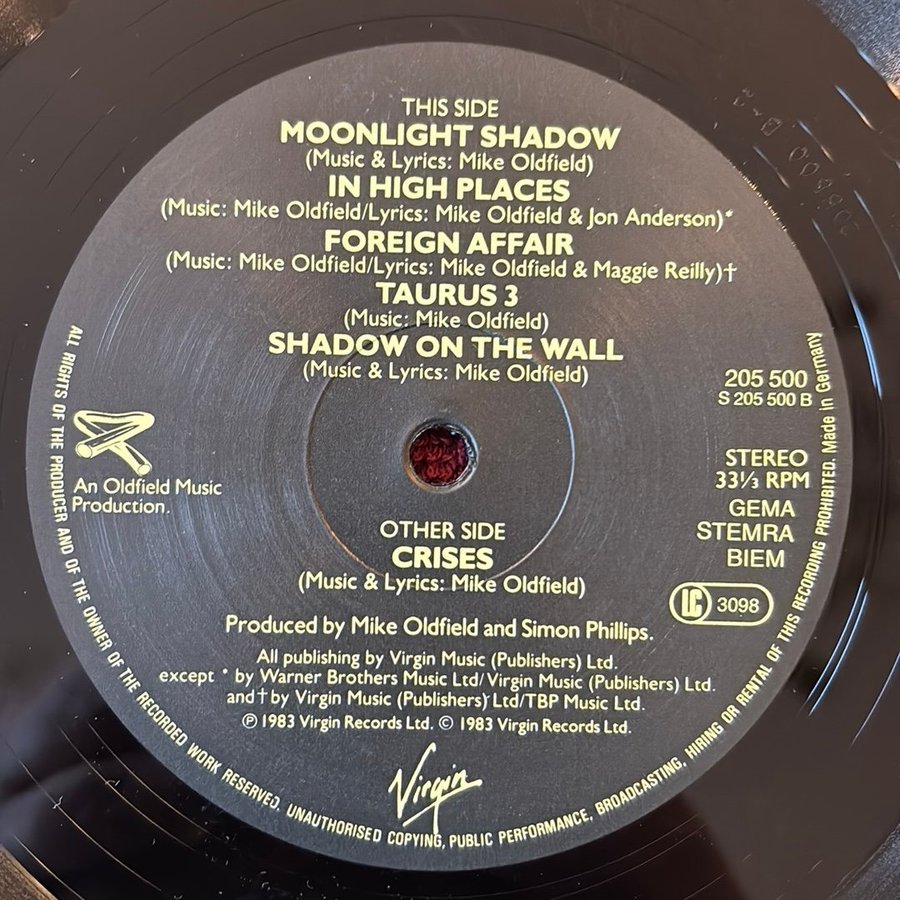 THIS SIDE
MOONLIGHT SHADOW
(Music & Lyrics: Mike Oldfield)
IN HIGH PLACES
(Music: Mike Oldfield/Lyrics: Mike Oldfield & Jon Anderson)*
FOREIGN AFFAIR
(Music: Mike Oldfield/Lyrics: Mike Oldfield & Maggie Reilly)†
TAURUS 3
(Music: Mike Oldfield)
SHADOW ON THE WALL
(Music & Lyrics: Mike Oldfield)
205 500
S 205 500 B
An Oldfield Music
Production.
STEREO
33⅓ RPM
GEMA
STEMRA
BIEM
LC 3098
OTHER SIDE
CRISES
(Music & Lyrics: Mike Oldfield)
Produced by Mike Oldfield and Simon Phillips.
All publishing by Virgin Music (Publishers) Ltd.
except * by Warner Brothers Music Ltd/Virgin Music (Publishers) Ltd.
and † by Virgin Music (Publishers) Ltd/TBP Music Ltd.
℗ 1983 Virgin Records Ltd. © 1983 Virgin Records Ltd.
Virgin
ALL RIGHTS OF THE PRODUCER AND OF THE OWNER OF THE RECORDED WORK RESERVED. UNAUTHORISED COPYING, PUBLIC PERFORMANCE, BROADCASTING, HIRING OR RENTAL OF THIS RECORDING PROHIBITED. Made in Germany